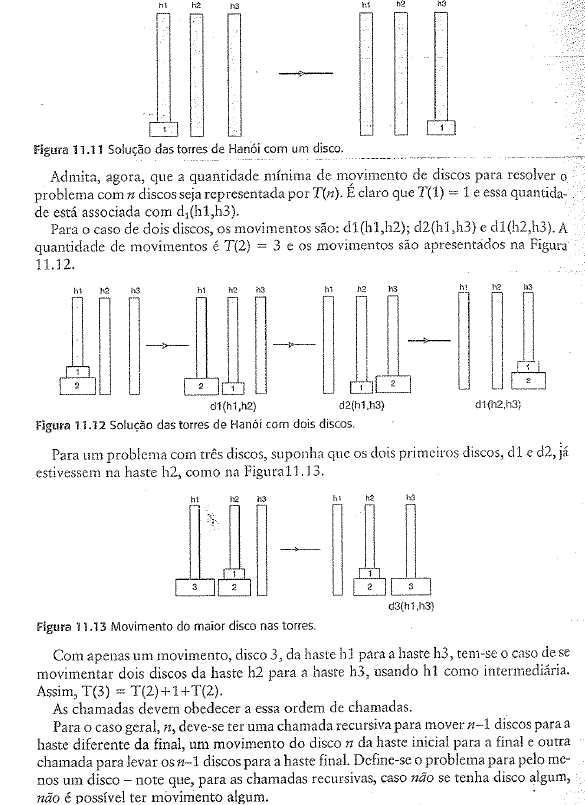 h1 h2 h3 h1 h2 h3
1 1
Figura 11.11 Solução das torres de Hanói com um disco.
Admita, agora, que a quantidade mínima de movimento de discos para resolver o
problema com n discos seja representada por T(n). É claro que T(1) = 1 e essa quantida-
de está associada com d₁(h1,h3).
Para o caso de dois discos, os movimentos são: d1(h1,h2); d2(h1,h3) e d1(h2,h3). A
quantidade de movimentos é T(2) = 3 e os movimentos são apresentados na Figura
11.12.
h1 h2 h3 h1 h2 h3 h1 h2 h3 h1 h2 h3
1 1
2 2 1 1 2 2
d1(h1,h2) d2(h1,h3) d1(h2,h3)
Figura 11.12 Solução das torres de Hanói com dois discos.
Para um problema com três discos, suponha que os dois primeiros discos, d1 e d2, já
estivessem na haste h2, como na Figura11.13.
h1 h2 h3 h1 h2 h3
1 1
3 2 2 3
d3(h1,h3)
Figura 11.13 Movimento do maior disco nas torres.
Com apenas um movimento, disco 3, da haste h1 para a haste h3, tem-se o caso de se
movimentar dois discos da haste h2 para a haste h3, usando h1 como intermediária.
Assim, T(3) = T(2)+1+T(2).
As chamadas devem obedecer a essa ordem de chamadas.
Para o caso geral, n, deve-se ter uma chamada recursiva para mover n–1 discos para a
haste diferente da final, um movimento do disco n da haste inicial para a final e outra
chamada para levar os n–1 discos para a haste final. Define-se o problema para pelo me-
nos um disco – note que, para as chamadas recursivas, caso não se tenha disco algum,
não é possível ter movimento algum.